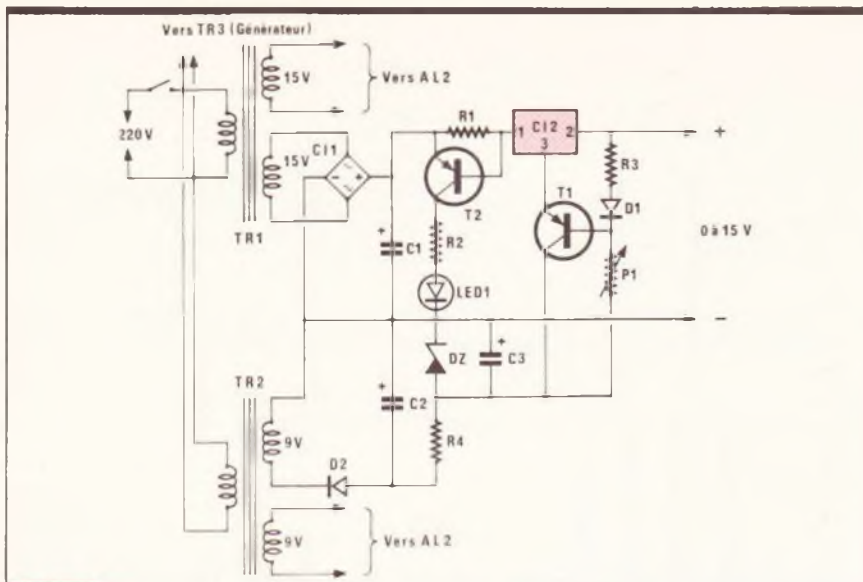 Vers TR3 (Générateur)
15V
Vers AL2
220V
15V
CI1
R1
1 CI2 2
3
+
R3
T1
T2
D1
0 à 15 V
TR1
+
C1
R2
P1
LED1
-
TR2
DZ
+
C3
+
C2
9V
R4
D2
9V
Vers AL2